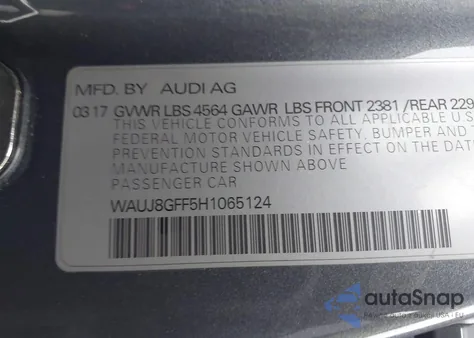 MFD. BY AUDI AG
03 17 GVWR LBS 4564 GAWR LBS FRONT 2381 /REAR 229
THIS VEHICLE CONFORMS TO ALL APPLICABLE U.S
FEDERAL MOTOR VEHICLE SAFETY, BUMPER AND
PREVENTION STANDARDS IN EFFECT ON THE DATE
MANUFACTURE SHOWN ABOVE
PASSENGER CAR
WAUJ8GFF5H1065124
autoSnap